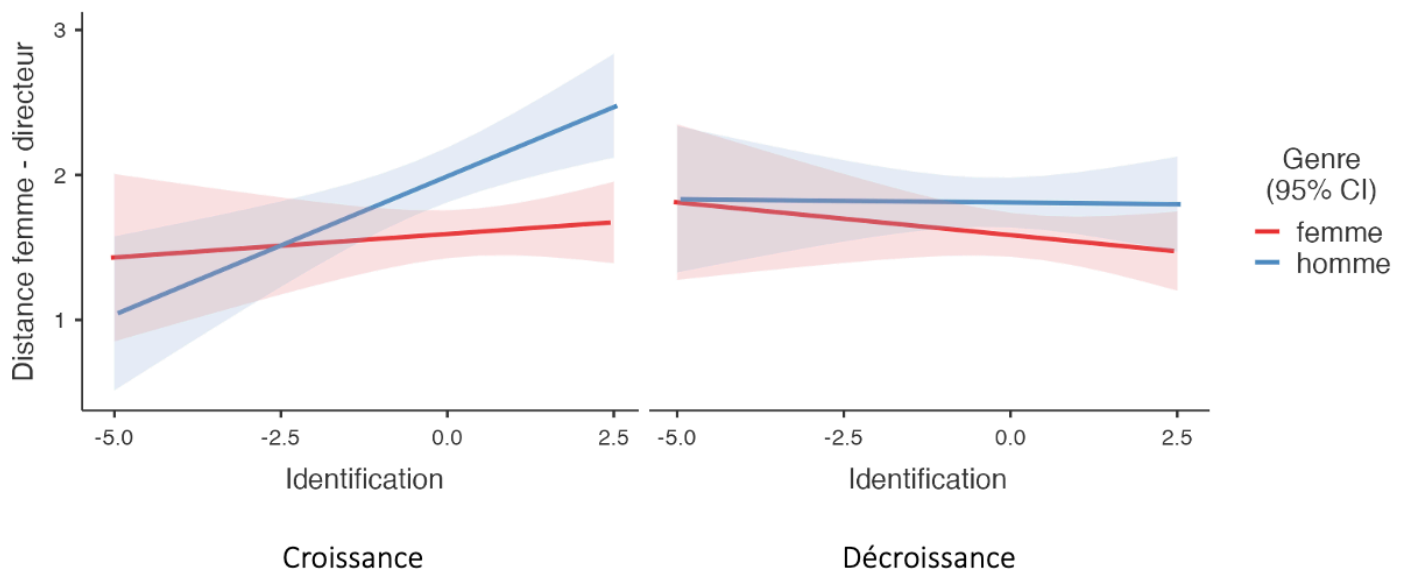 Distance femme - directeur
3
2
1
-5.0 -2.5 0.0 2.5
-5.0 -2.5 0.0 2.5
Identification
Identification
Croissance
Décroissance
Genre
(95% CI)
femme
homme